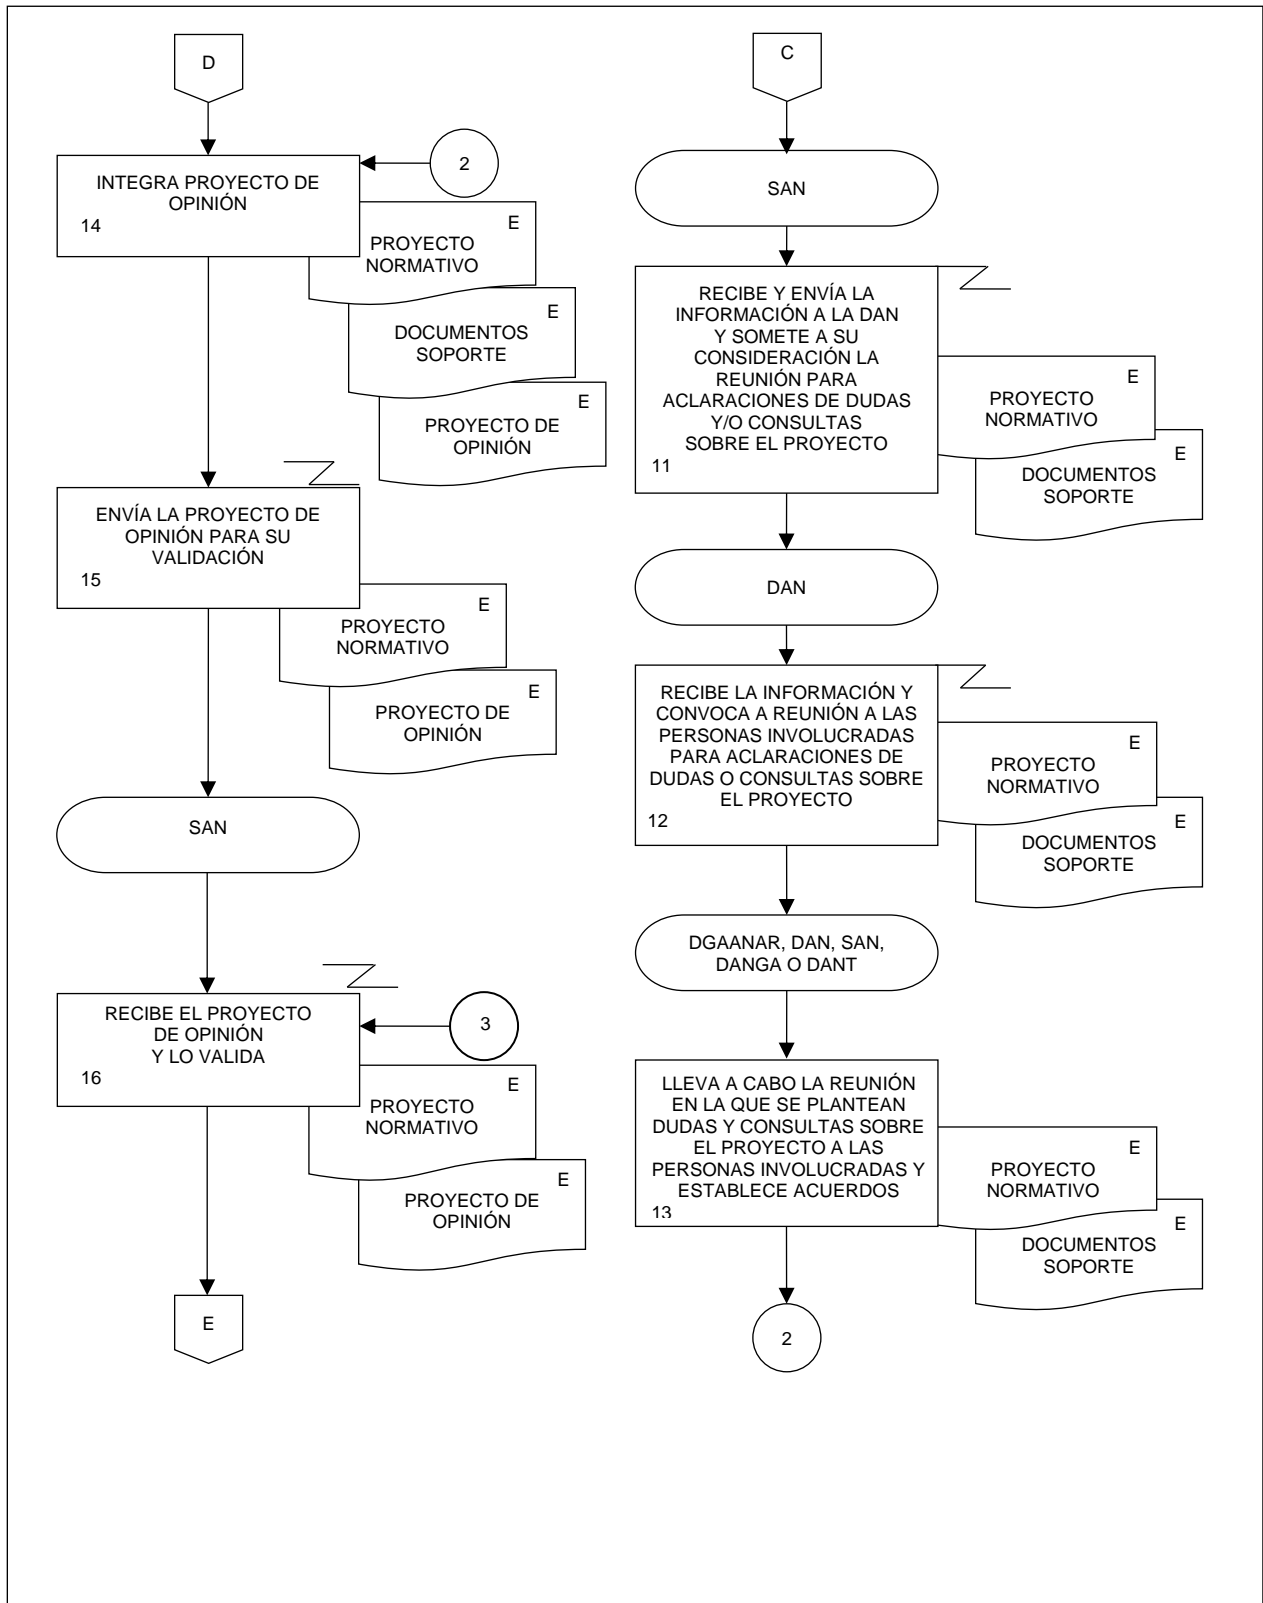 D
2
INTEGRA PROYECTO DE
OPINIÓN
14
E
PROYECTO
NORMATIVO
E
DOCUMENTOS
SOPORTE
E
PROYECTO DE
OPINIÓN
ENVÍA LA PROYECTO DE
OPINIÓN PARA SU
VALIDACIÓN
15
E
PROYECTO
NORMATIVO
E
PROYECTO DE
OPINIÓN
SAN
RECIBE EL PROYECTO
DE OPINIÓN
Y LO VALIDA
16
3
E
PROYECTO
NORMATIVO
E
PROYECTO DE
OPINIÓN
E
C
SAN
RECIBE Y ENVÍA LA
INFORMACIÓN A LA DAN
Y SOMETE A SU
CONSIDERACIÓN LA
REUNIÓN PARA
ACLARACIONES DE DUDAS
Y/O CONSULTAS
SOBRE EL PROYECTO
11
E
PROYECTO
NORMATIVO
E
DOCUMENTOS
SOPORTE
DAN
RECIBE LA INFORMACIÓN Y
CONVOCA A REUNIÓN A LAS
PERSONAS INVOLUCRADAS
PARA ACLARACIONES DE
DUDAS O CONSULTAS SOBRE
EL PROYECTO
12
E
PROYECTO
NORMATIVO
E
DOCUMENTOS
SOPORTE
DGAANAR, DAN, SAN,
DANGA O DANT
LLEVA A CABO LA REUNIÓN
EN LA QUE SE PLANTEAN
DUDAS Y CONSULTAS SOBRE
EL PROYECTO A LAS
PERSONAS INVOLUCRADAS Y
ESTABLECE ACUERDOS
13
E
PROYECTO
NORMATIVO
E
DOCUMENTOS
SOPORTE
2